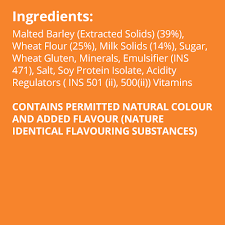 Ingredients:
Malted Barley (Extracted Solids) (39%),
Wheat Flour (25%), Milk Solids (14%), Sugar,
Wheat Gluten, Minerals, Emulsifier (INS
471), Salt, Soy Protein Isolate, Acidity
Regulators ( INS 501 (ii), 500(ii)) Vitamins
CONTAINS PERMITTED NATURAL COLOUR
AND ADDED FLAVOUR (NATURE
IDENTICAL FLAVOURING SUBSTANCES)